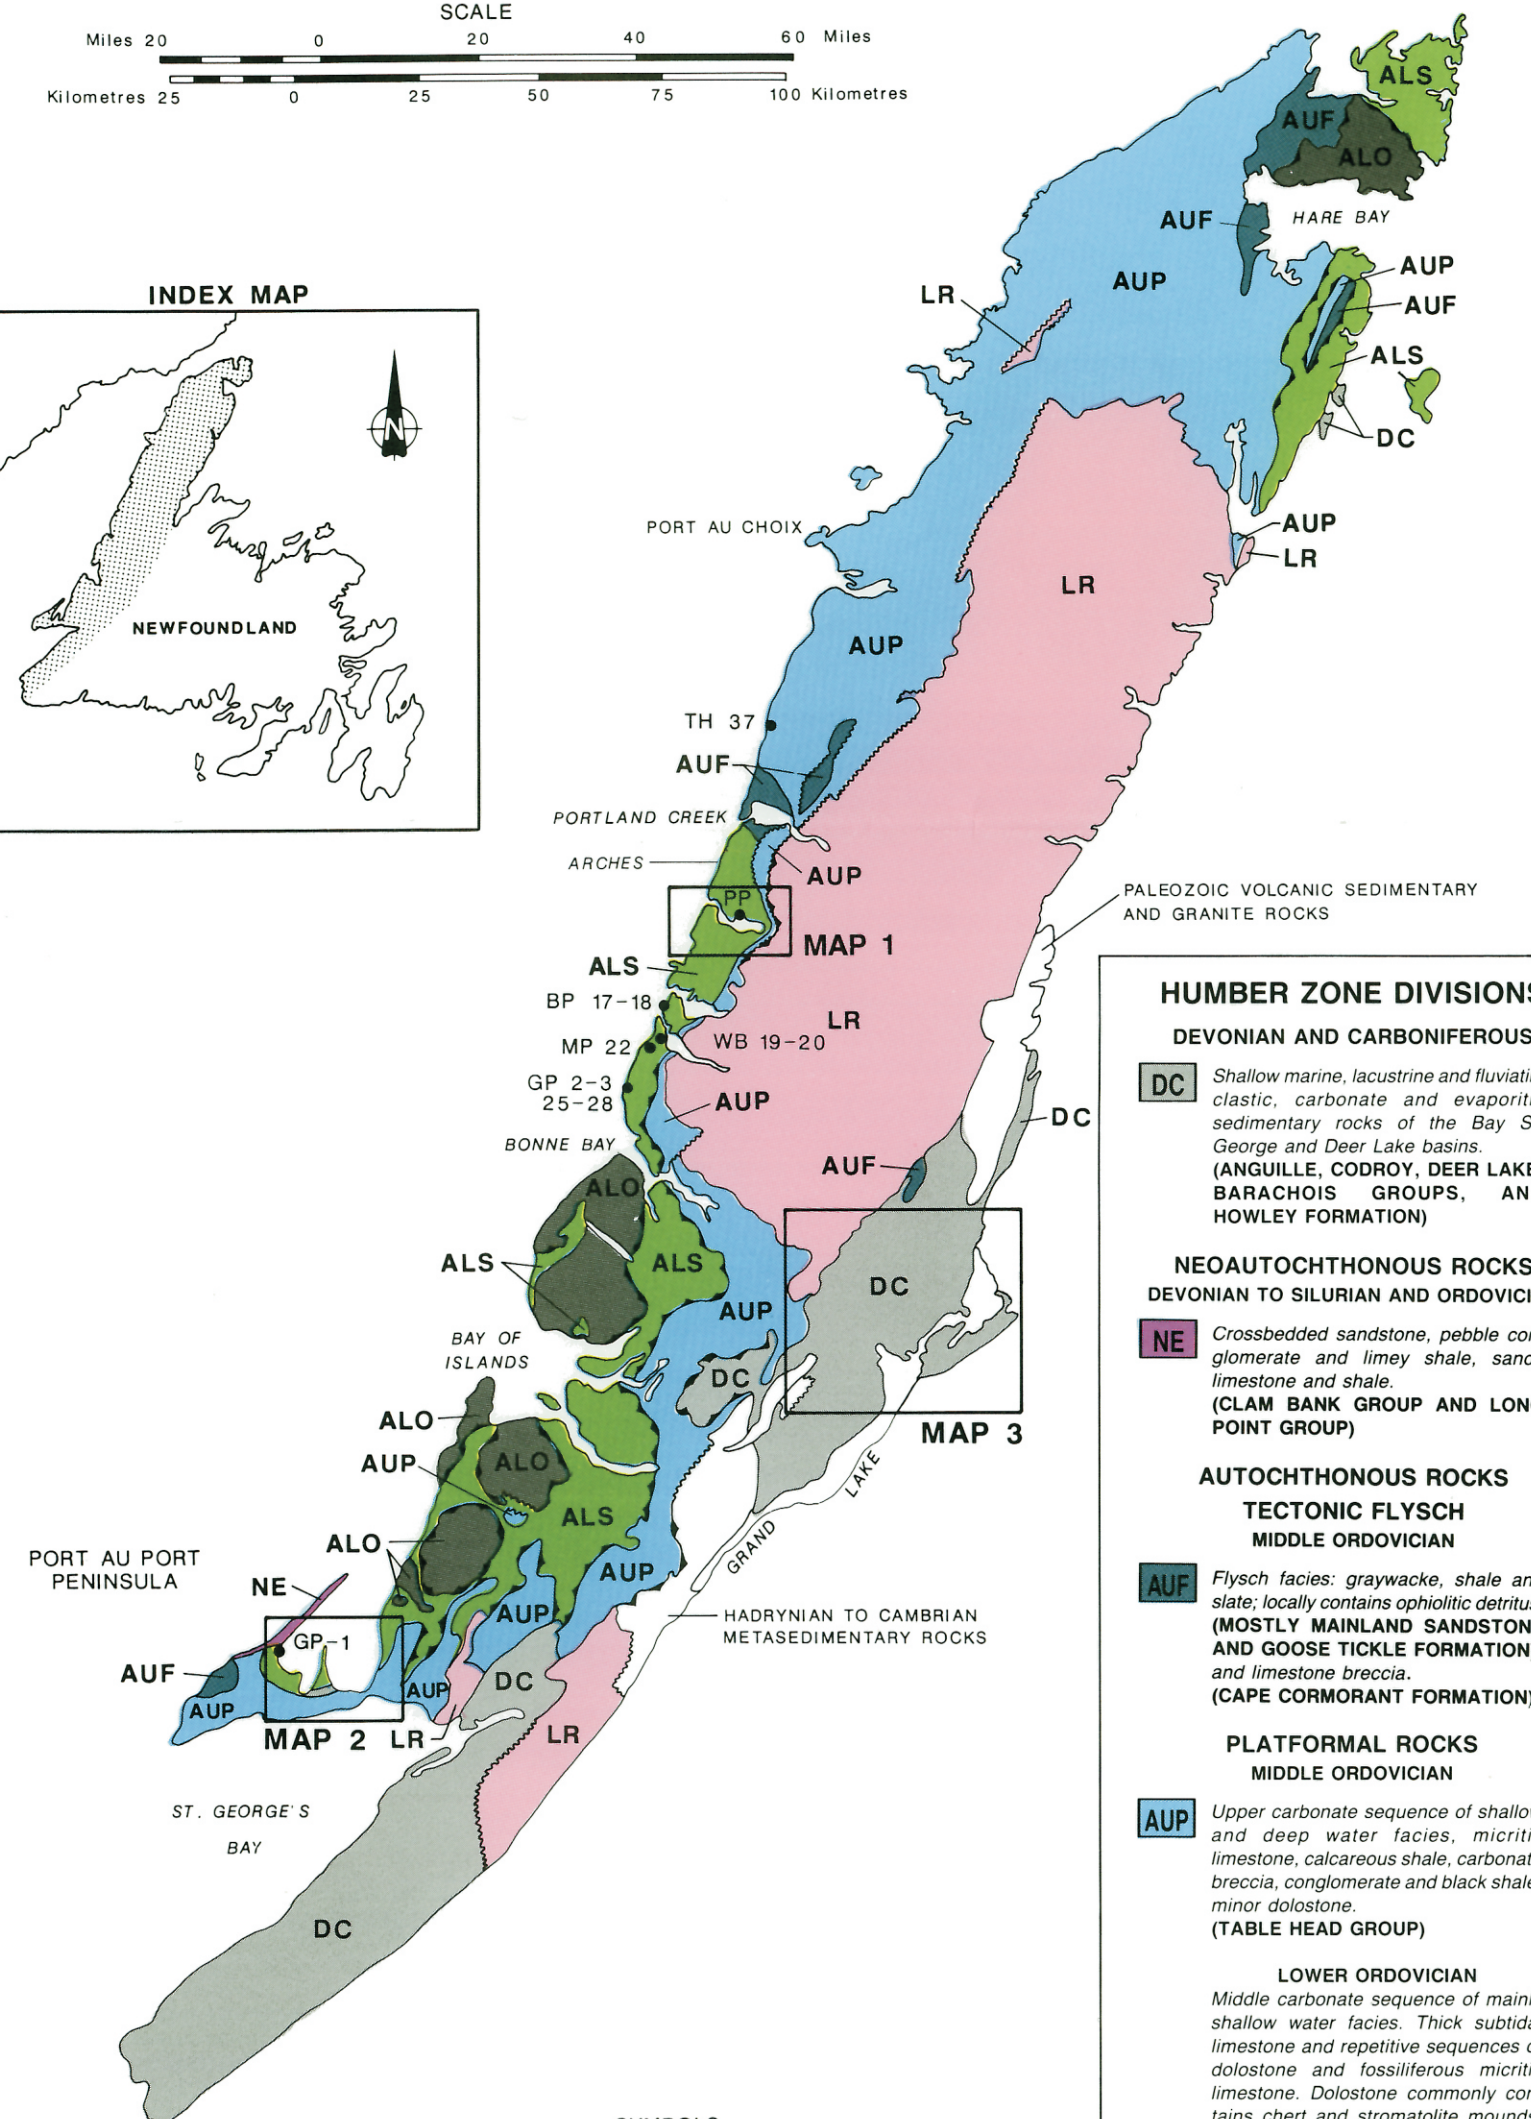 SCALE
Miles 20 0 20 40 60 Miles
Kilometres 25 0 25 50 75 100 Kilometres
ALS
AUF
ALO
HARE BAY
AUF
AUP
AUP
AUF
LR
ALS
DC
INDEX MAP
N
NEWFOUNDLAND
PORT AU CHOIX
AUP
LR
LR
AUP
TH 37
AUF
PORTLAND CREEK
ARCHES
AUP
PP
MAP 1
PALEOZOIC VOLCANIC SEDIMENTARY
AND GRANITE ROCKS
ALS
BP 17-18
LR
MP 22
WB 19-20
GP 2-3
25-28
AUP
DC
BONNE BAY
AUF
ALO
ALS
ALS
DC
AUP
BAY OF
ISLANDS
DC
ALO
MAP 3
AUP
ALO
GRAND LAKE
ALS
ALO
PORT AU PORT
PENINSULA
AUP
NE
AUP
HADRYNIAN TO CAMBRIAN
METASEDIMENTARY ROCKS
GP-1
AUF
DC
AUP
AUP
MAP 2
LR
LR
ST. GEORGE'S
BAY
DC
HUMBER ZONE DIVISIONS
DEVONIAN AND CARBONIFEROUS
DC
Shallow marine, lacustrine and fluviati
clastic, carbonate and evaporit
sedimentary rocks of the Bay S
George and Deer Lake basins.
(ANGUILLE, CODROY, DEER LAKE
BARACHOIS GROUPS, AN
HOWLEY FORMATION)
NEOAUTOCHTHONOUS ROCKS
DEVONIAN TO SILURIAN AND ORDOVICI
NE
Crossbedded sandstone, pebble con
glomerate and limey shale, sand
limestone and shale.
(CLAM BANK GROUP AND LON
POINT GROUP)
AUTOCHTHONOUS ROCKS
TECTONIC FLYSCH
MIDDLE ORDOVICIAN
AUF
Flysch facies: graywacke, shale an
slate; locally contains ophiolitic detritus
(MOSTLY MAINLAND SANDSTON
AND GOOSE TICKLE FORMATION
and limestone breccia.
(CAPE CORMORANT FORMATION)
PLATFORMAL ROCKS
MIDDLE ORDOVICIAN
AUP
Upper carbonate sequence of shallow
and deep water facies, micriti
limestone, calcareous shale, carbonat
breccia, conglomerate and black shale
minor dolostone.
(TABLE HEAD GROUP)
LOWER ORDOVICIAN
Middle carbonate sequence of mainl
shallow water facies. Thick subtida
limestone and repetitive sequences o
dolostone and fossiliferous micriti
limestone. Dolostone commonly con
tains chert and stromatolite mounds